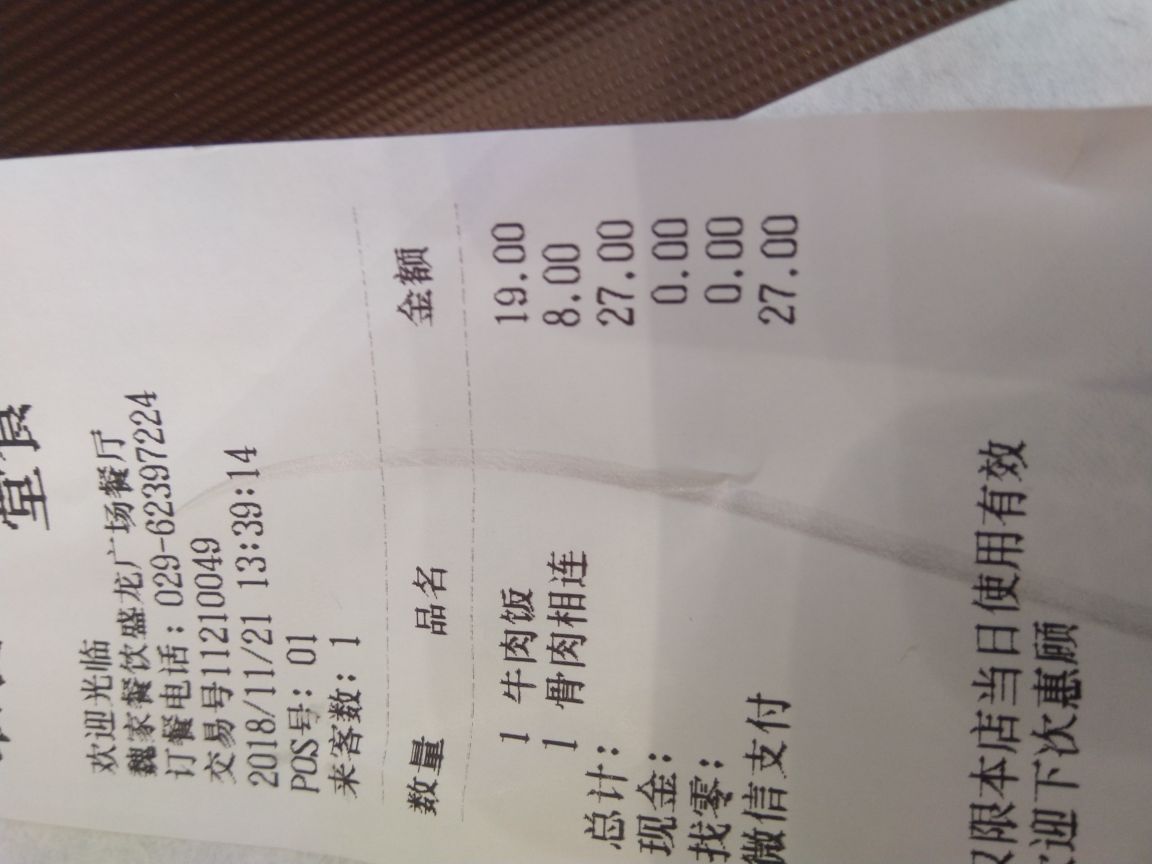 堂食
欢迎光临
魏家餐饮盛龙广场餐厅
订餐电话：029-62397224
交易号11210049
2018/11/21 13:39:14
POS号：01
来客数：1
数量 品名 金额
1 牛肉饭 19.00
1 骨肉相连 8.00
总计： 27.00
现金： 0.00
找零： 0.00
微信支付 27.00
限本店当日使用有效
迎下次惠顾